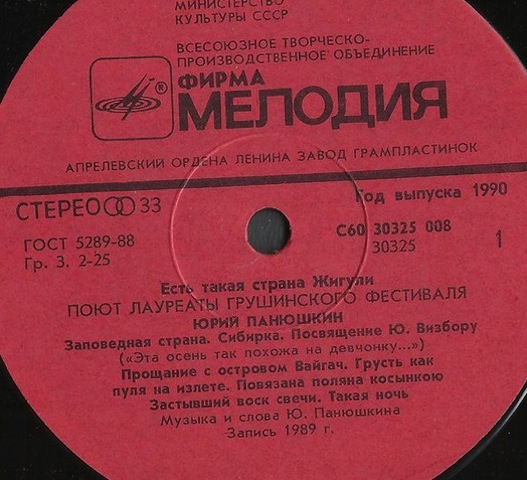 МИНИСТЕРСТВО
КУЛЬТУРЫ СССР
ВСЕСОЮЗНОЕ ТВОРЧЕСКО-
ПРОИЗВОДСТВЕННОЕ ОБЪЕДИНЕНИЕ
®
ФИРМА
МЕЛОДИЯ
АПРЕЛЕВСКИЙ ОРДЕНА ЛЕНИНА ЗАВОД ГРАМПЛАСТИНОК
СТЕРЕО 33
Год выпуска 1990
ГОСТ 5289-88
Гр. 3. 2-25
С60 30325 008
30325
1
Есть такая страна Жигули
ПОЮТ ЛАУРЕАТЫ ГРУШИНСКОГО ФЕСТИВАЛЯ
ЮРИЙ ПАНЮШКИН
Заповедная страна. Сибирка. Посвящение Ю. Визбору
(«Эта осень так похожа на девчонку...»)
Прощание с островом Вайгач. Грусть как
пуля на излете. Повязана поляна косынкою
Застывший воск свечи. Такая ночь
Музыка и слова Ю. Панюшкина
Запись 1989 г.